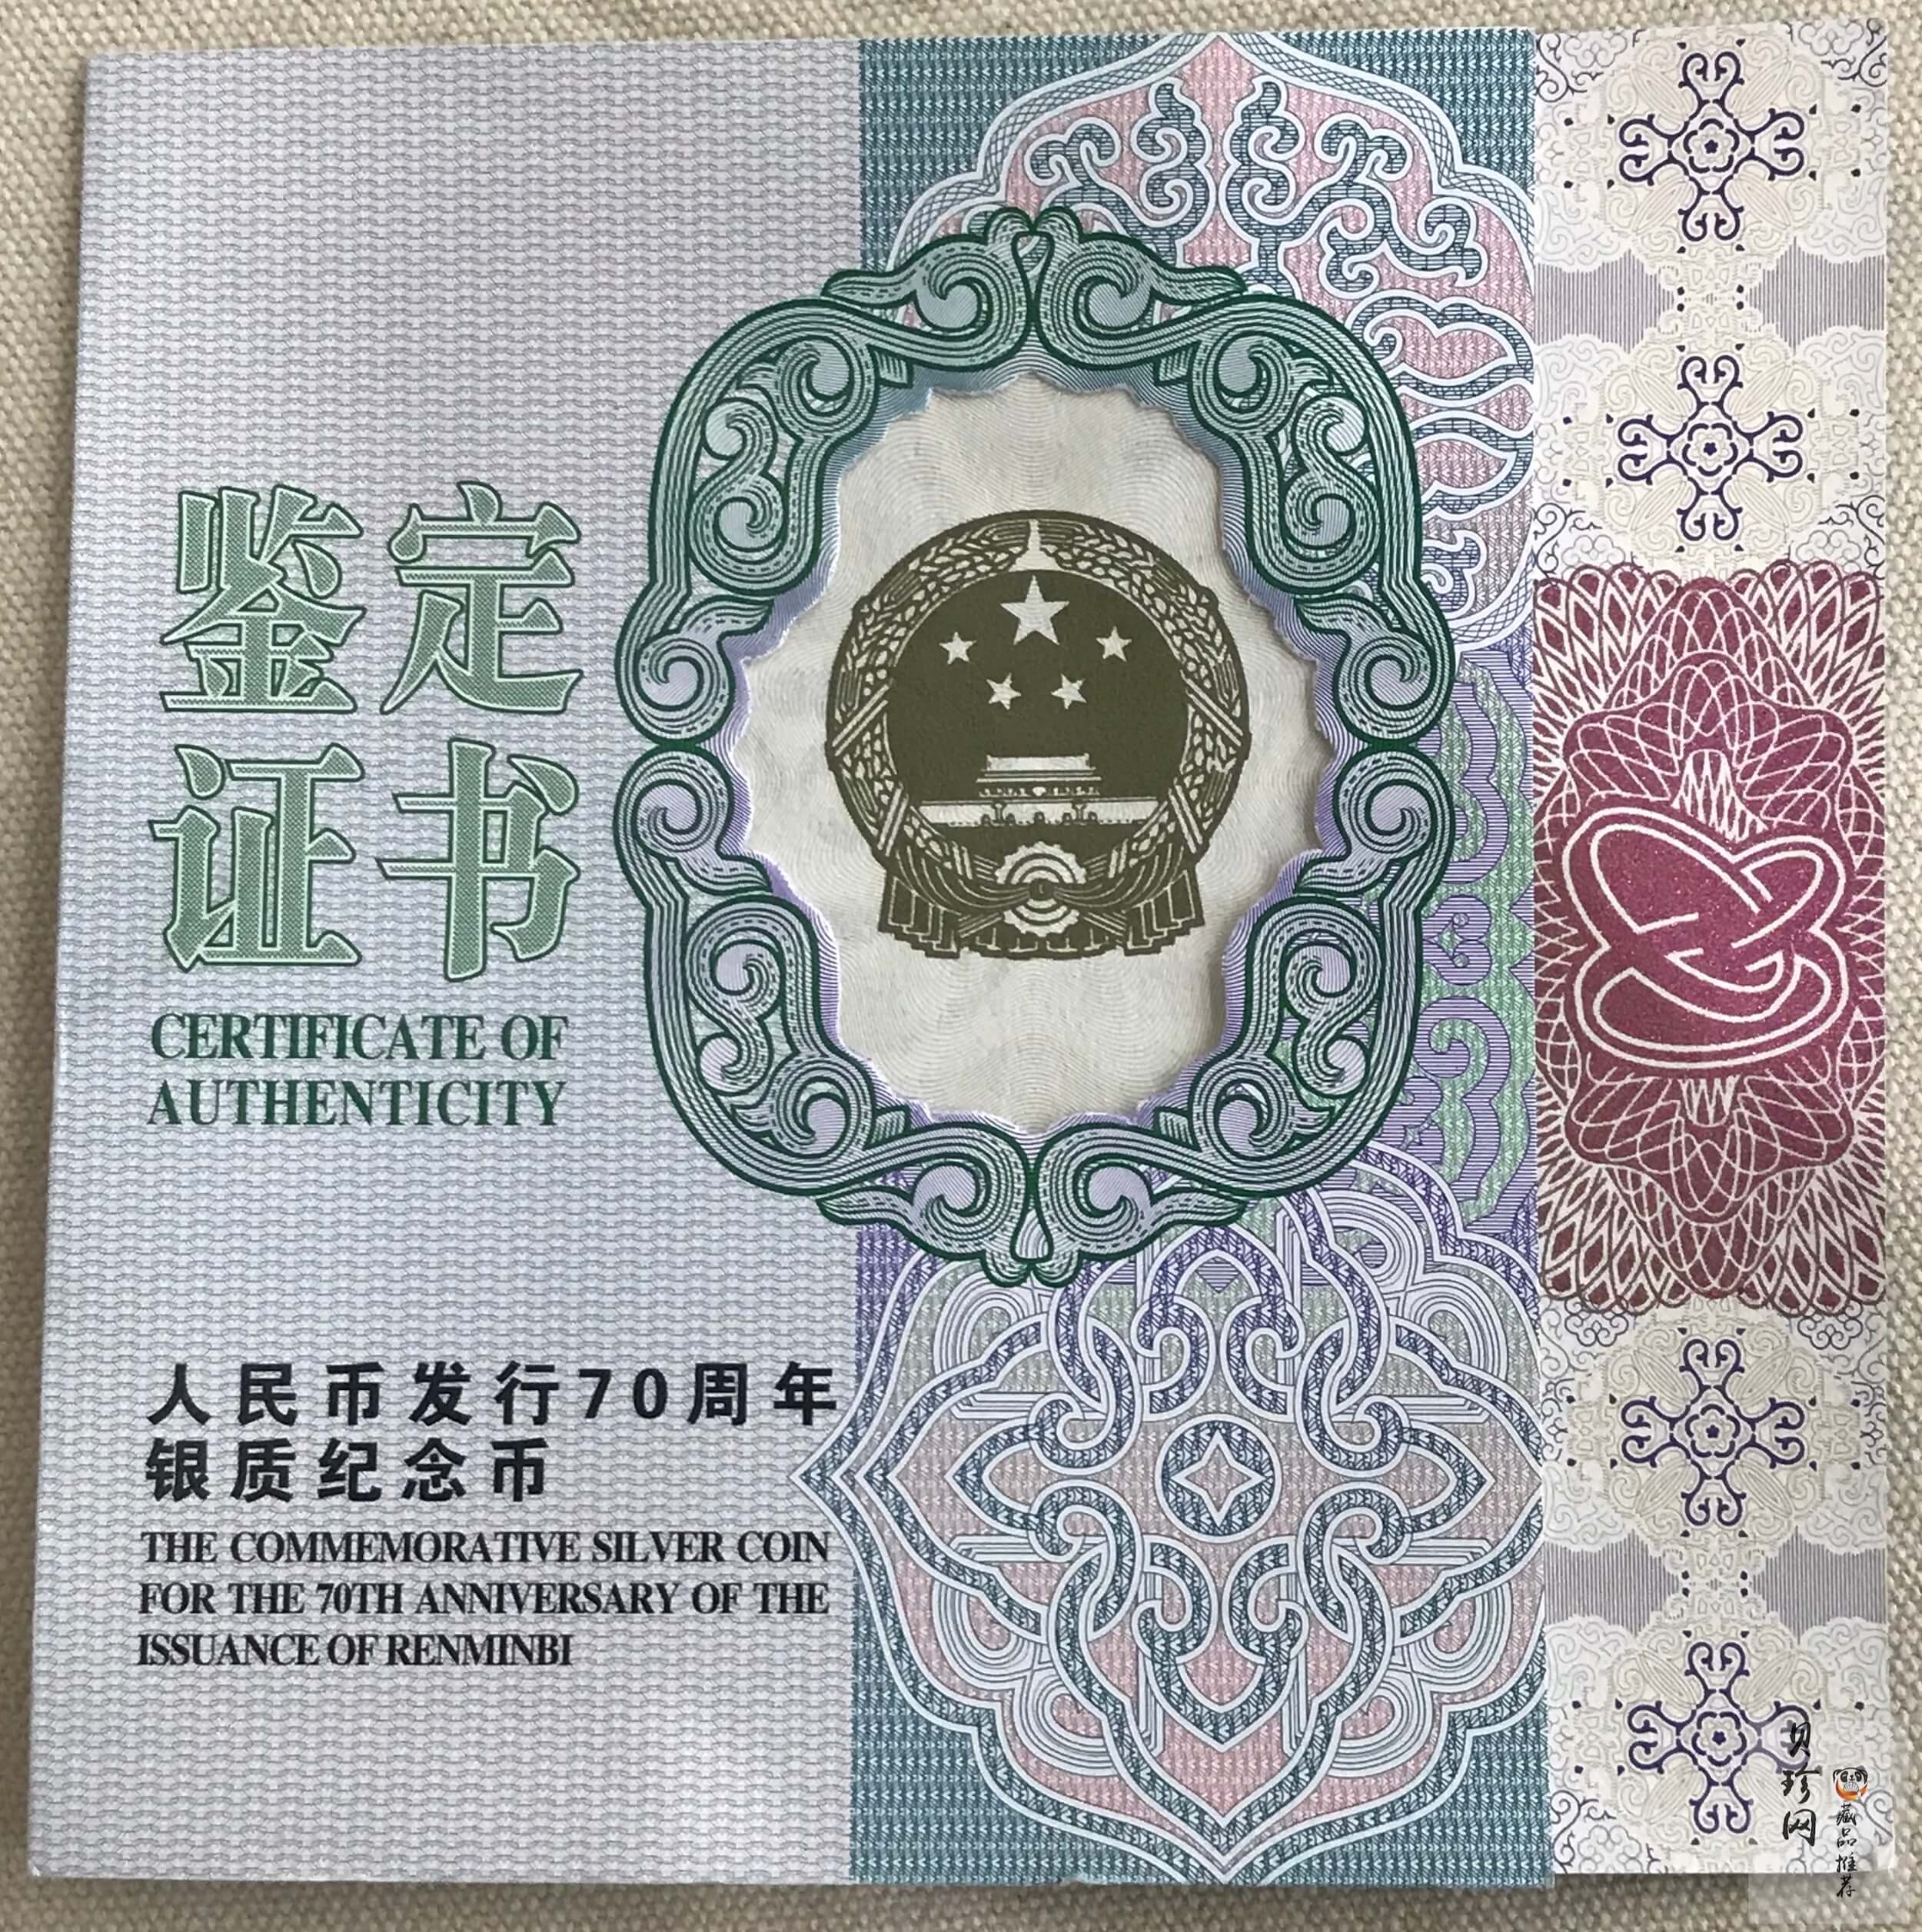 鉴定
证书
CERTIFICATE OF
AUTHENTICITY
人民币发行70周年
银质纪念币
THE COMMEMORATIVE SILVER COIN
FOR THE 70TH ANNIVERSARY OF THE
ISSUANCE OF RENMINBI
贝珍网
藏品推荐